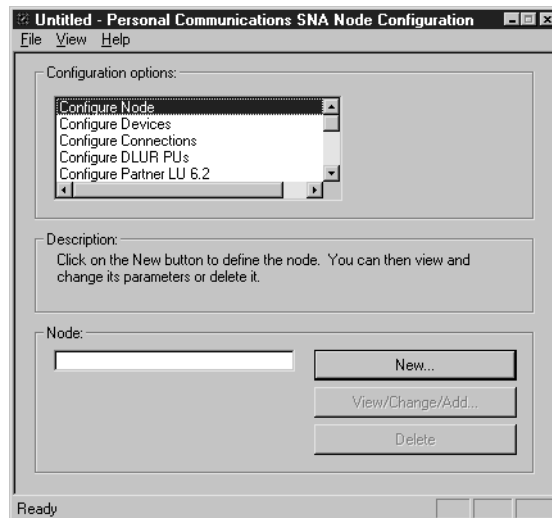 Untitled - Personal Communications SNA Node Configuration
File View Help
Configuration options:
Configure Node
Configure Devices
Configure Connections
Configure DLUR PUs
Configure Partner LU 6.2
Description:
Click on the New button to define the node. You can then view and
change its parameters or delete it.
Node:
New...
View/Change/Add...
Delete
Ready